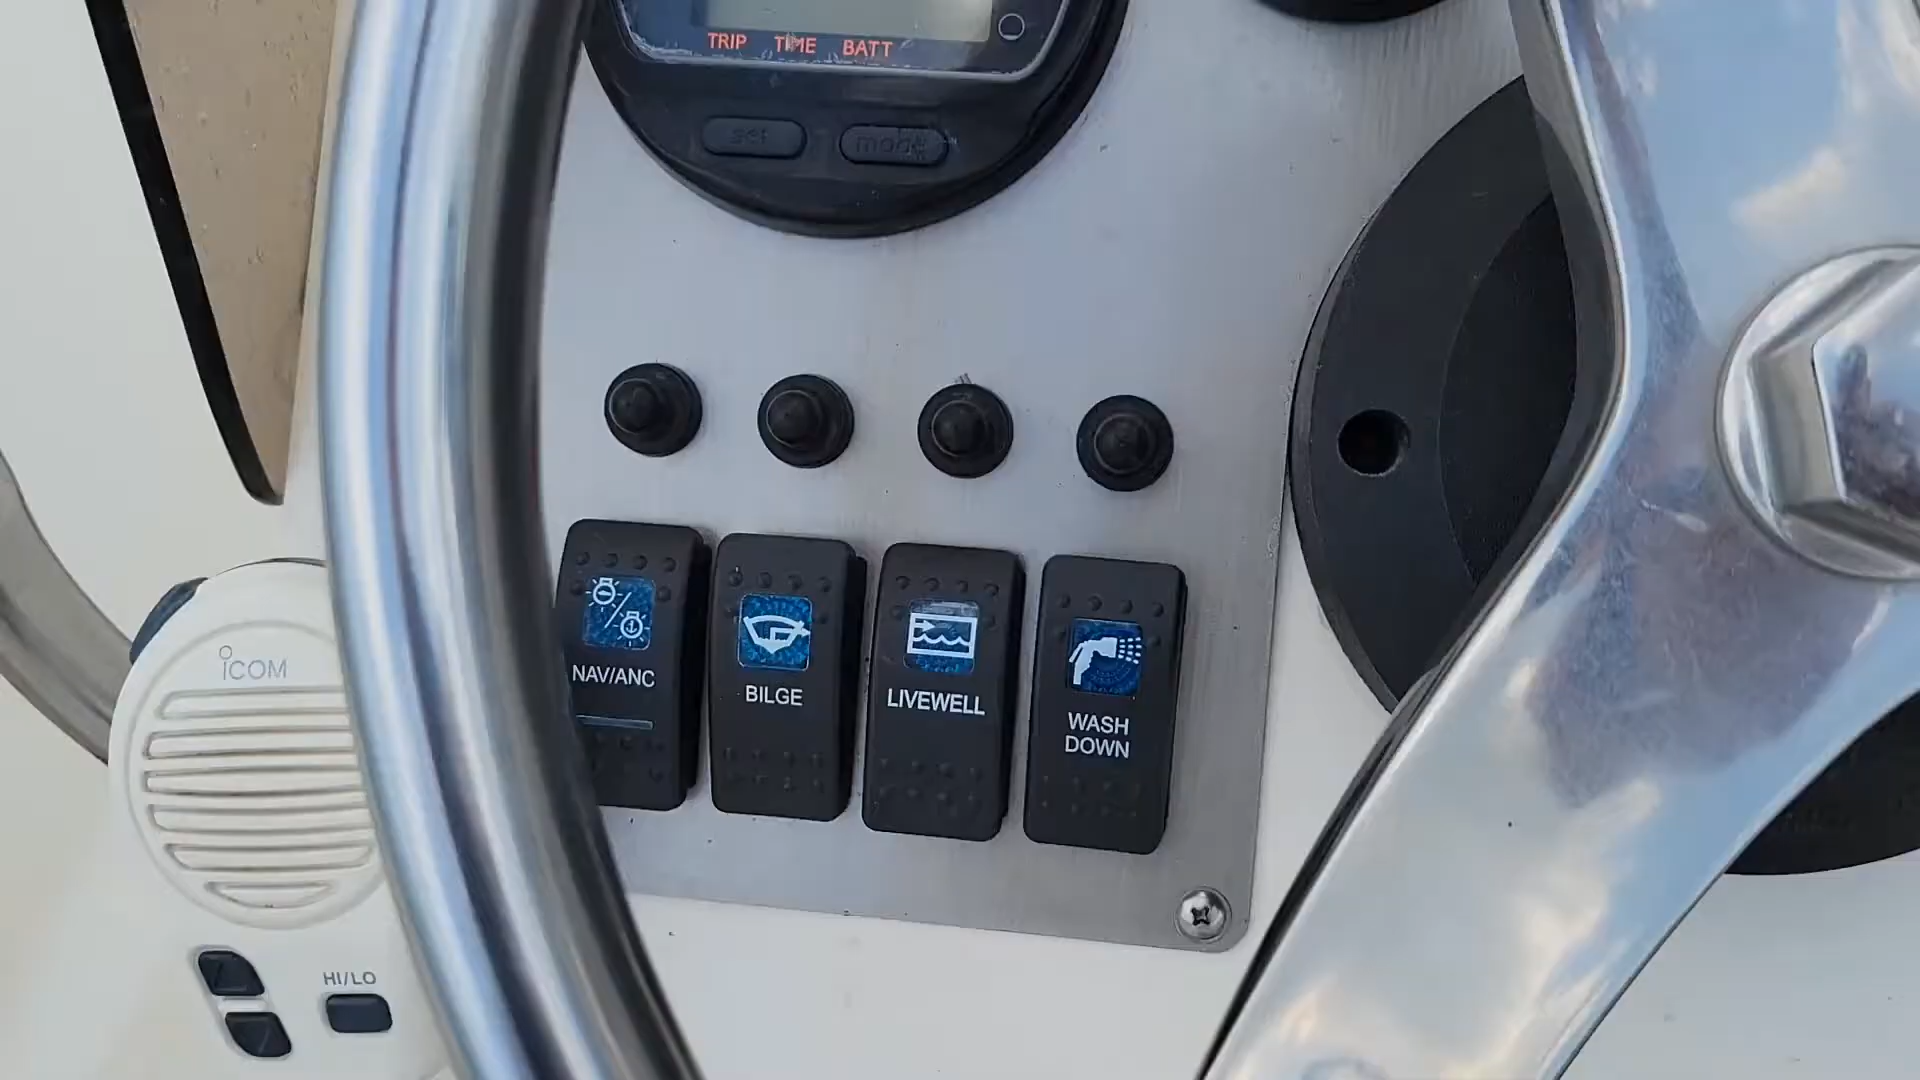 TRIP TIME BATT
set mode
NAV/ANC
BILGE
LIVEWELL
WASH
DOWN
ICOM
HI/LO